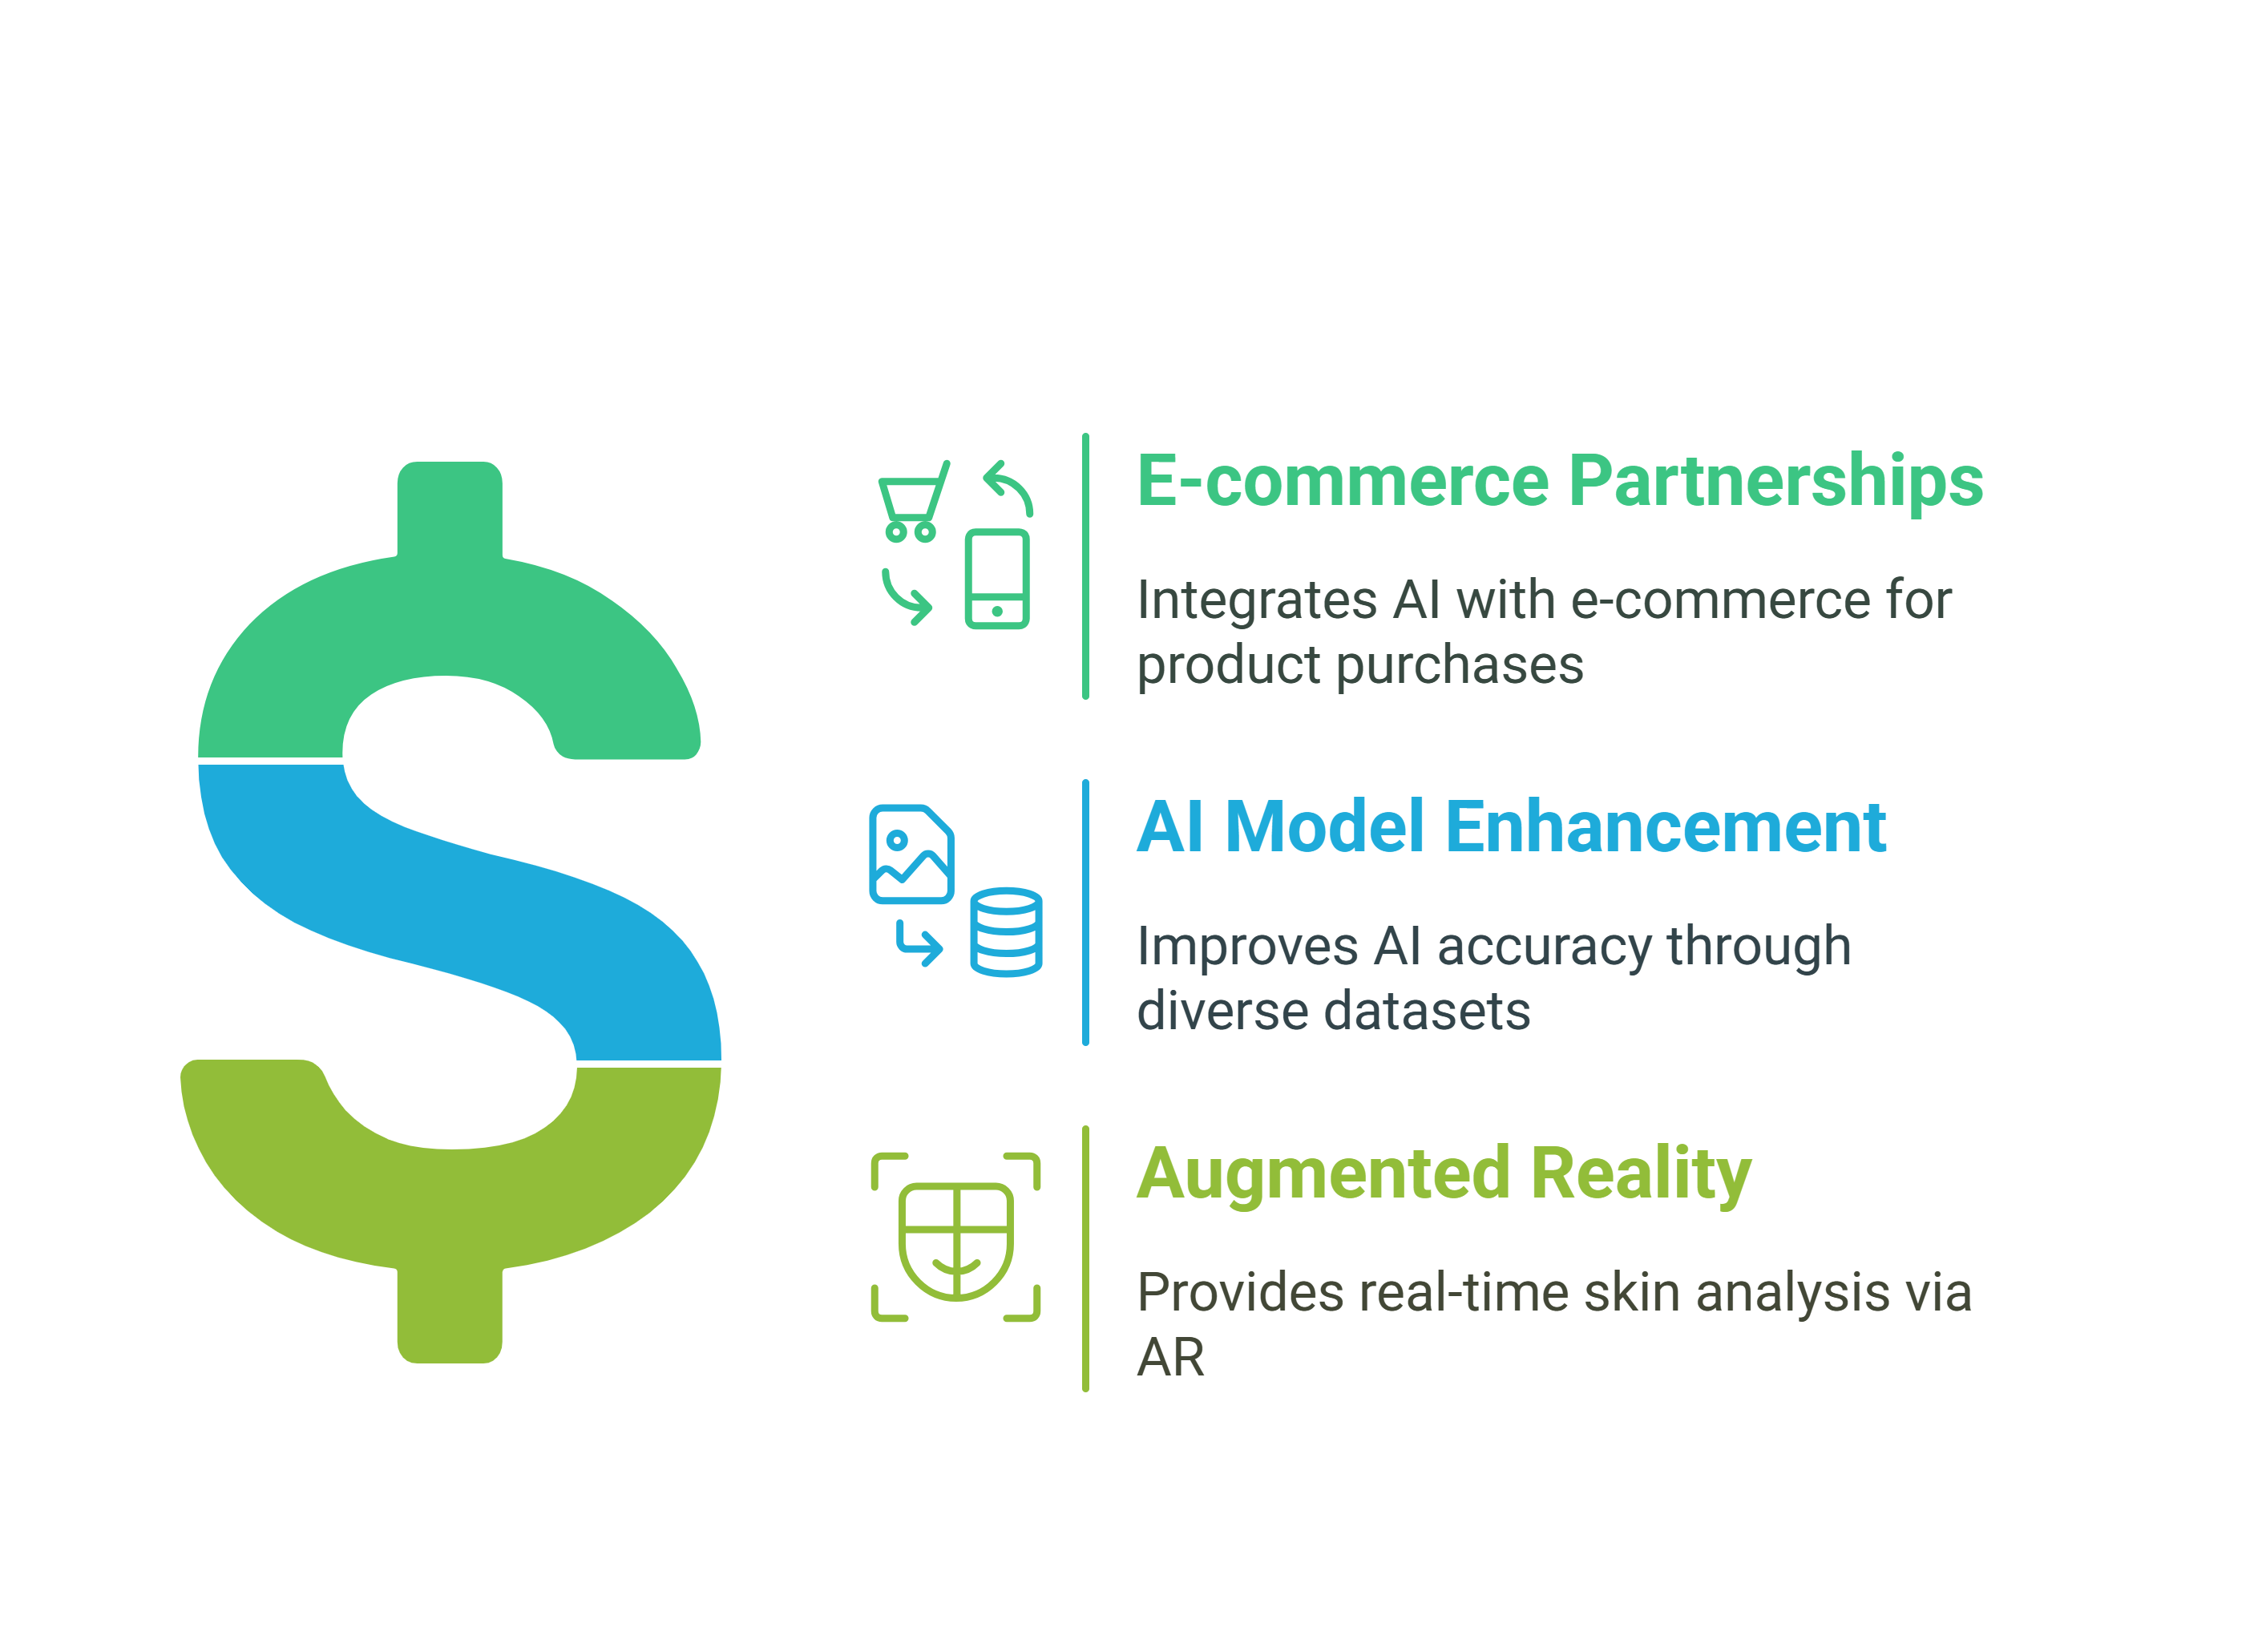 E-commerce Partnerships
Integrates AI with e-commerce for
product purchases
AI Model Enhancement
Improves AI accuracy through
diverse datasets
Augmented Reality
Provides real-time skin analysis via
AR